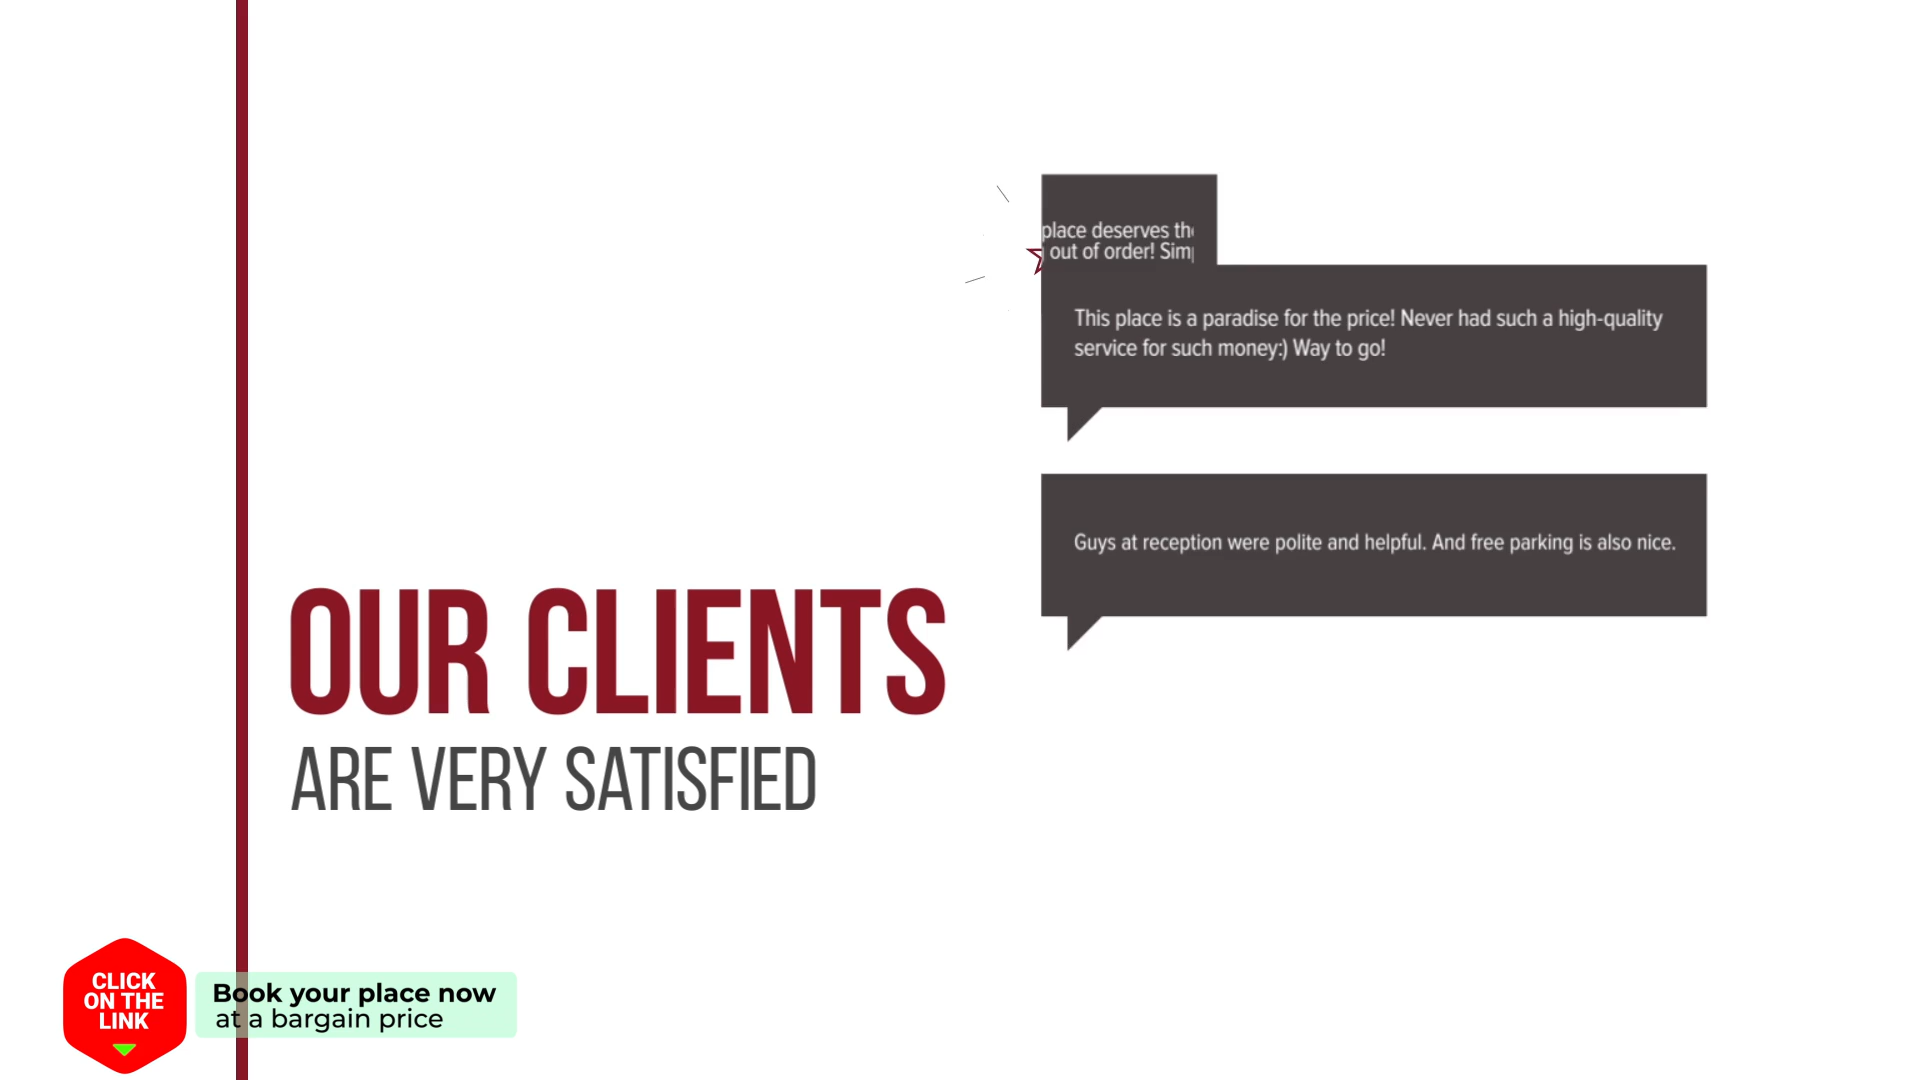 place deserves
out of order!
This place is a paradise for the price! Never had such a high-quality
service for such money:) Way to go!
Guys at reception were polite and helpful. And free parking is also nice.
OUR CLIENTS
ARE VERY SATISFIED
CLICK
ON THE
LINK
Book your place now
at a bargain price